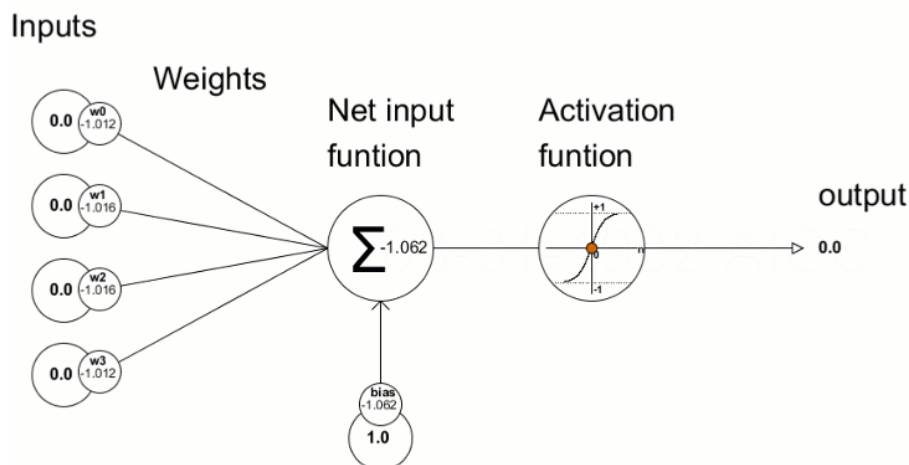 Inputs
Weights
Net input
funtion
Activation
funtion
output
0.0
w0
-1.012
0.0
w1
-1.016
0.0
w2
-1.016
0.0
w3
-1.012
∑-1.062
+1
0
n
-1
0.0
bias
-1.062
1.0